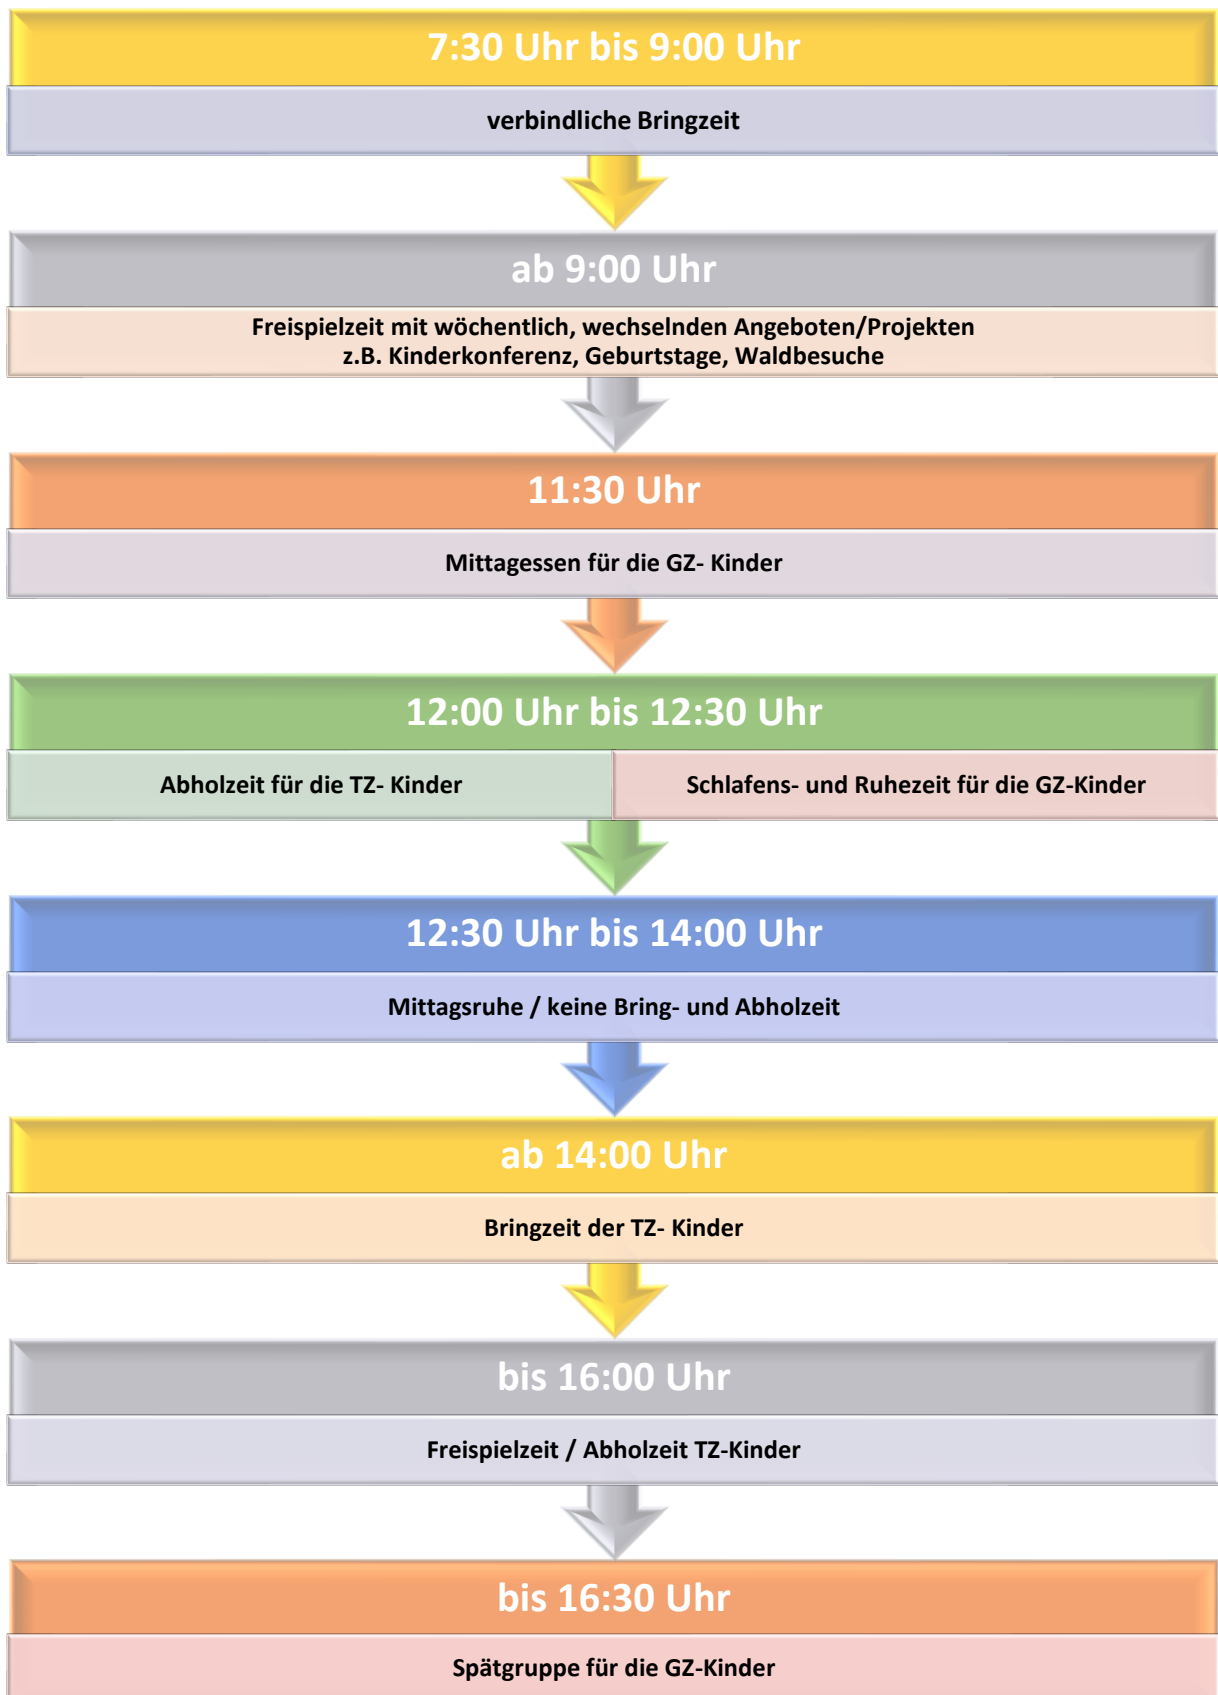 7:30 Uhr bis 9:00 Uhr
verbindliche Bringzeit
ab 9:00 Uhr
Freispielzeit mit wöchentlich, wechselnden Angeboten/Projekten
z.B. Kinderkonferenz, Geburtstage, Waldbesuche
11:30 Uhr
Mittagessen für die GZ- Kinder
12:00 Uhr bis 12:30 Uhr
Abholzeit für die TZ- Kinder
Schlafens- und Ruhezeit für die GZ-Kinder
12:30 Uhr bis 14:00 Uhr
Mittagsruhe / keine Bring- und Abholzeit
ab 14:00 Uhr
Bringzeit der TZ- Kinder
bis 16:00 Uhr
Freispielzeit / Abholzeit TZ-Kinder
bis 16:30 Uhr
Spätgruppe für die GZ-Kinder